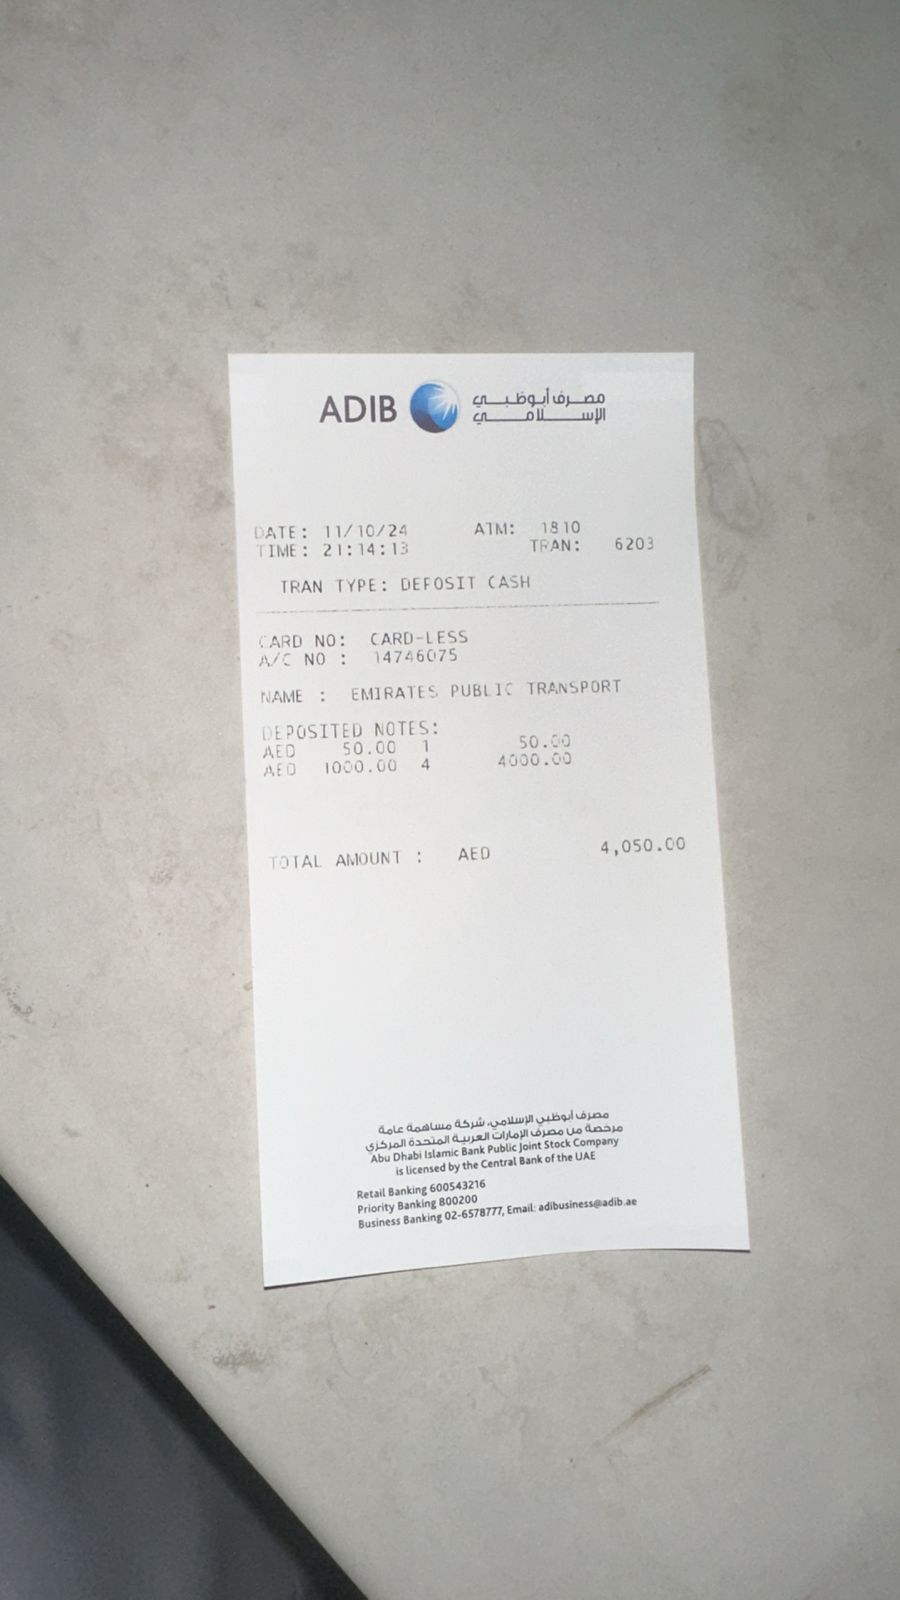 ADIB مصرف أبوظبي
الإسلامي
DATE: 11/10/24 ATM: 1810
TIME: 21:14:13 TRAN: 6203
TRAN TYPE: DEPOSIT CASH
CARD NO: CARD-LESS
A/C NO : 14746075
NAME : EMIRATES PUBLIC TRANSPORT
DEPOSITED NOTES:
AED 50.00 1 50.00
AED 1000.00 4 4000.00
TOTAL AMOUNT : AED 4,050.00
مصرف أبوظبي الإسلامي، شركة مساهمة عامة
مرخصة من مصرف الإمارات العربية المتحدة المركزي
Abu Dhabi Islamic Bank Public Joint Stock Company
is licensed by the Central Bank of the UAE
Retail Banking 600543216
Priority Banking 800200
Business Banking 02-6578777, Email: adibusiness@adib.ae